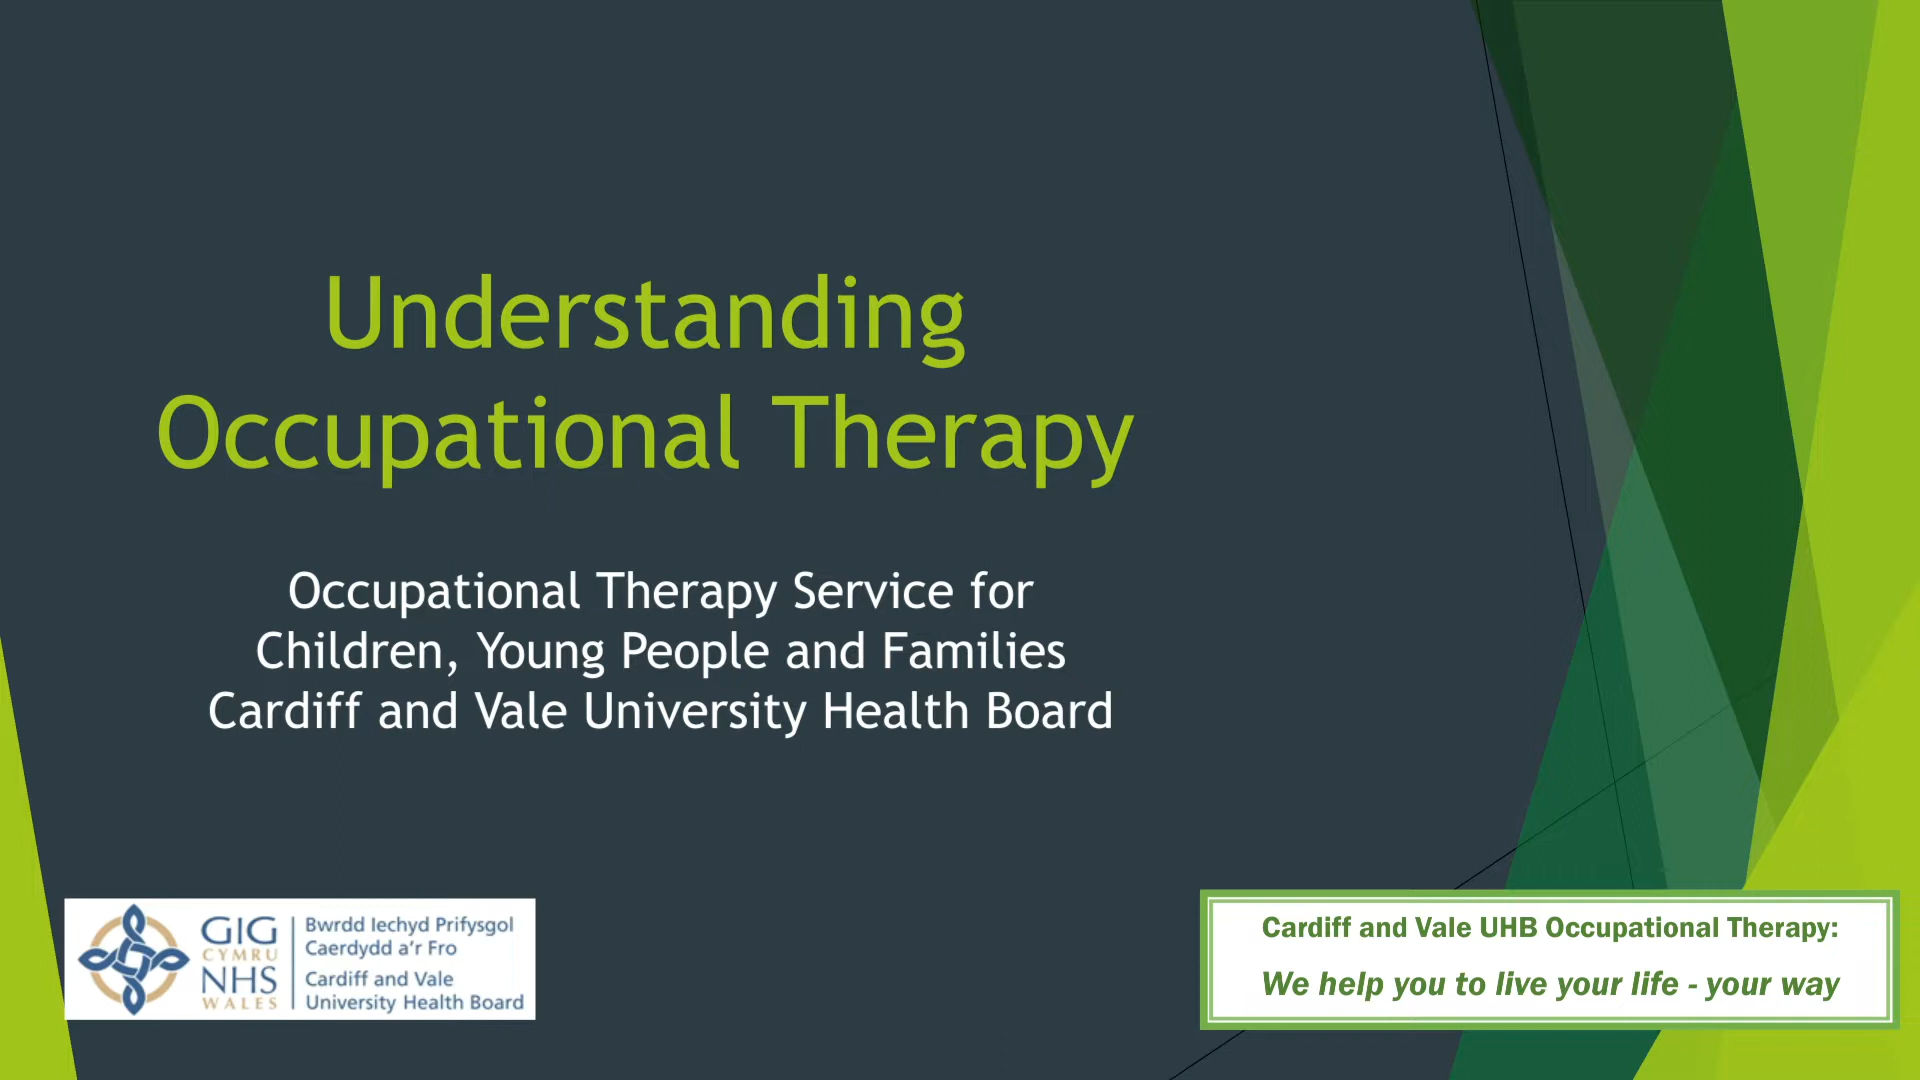 Understanding
Occupational Therapy
Occupational Therapy Service for
Children, Young People and Families
Cardiff and Vale University Health Board
GIG
CYMRU
NHS
WALES
Bwrdd Iechyd Prifysgol
Caerdydd a'r Fro
Cardiff and Vale
University Health Board
Cardiff and Vale UHB Occupational Therapy:
We help you to live your life - your way